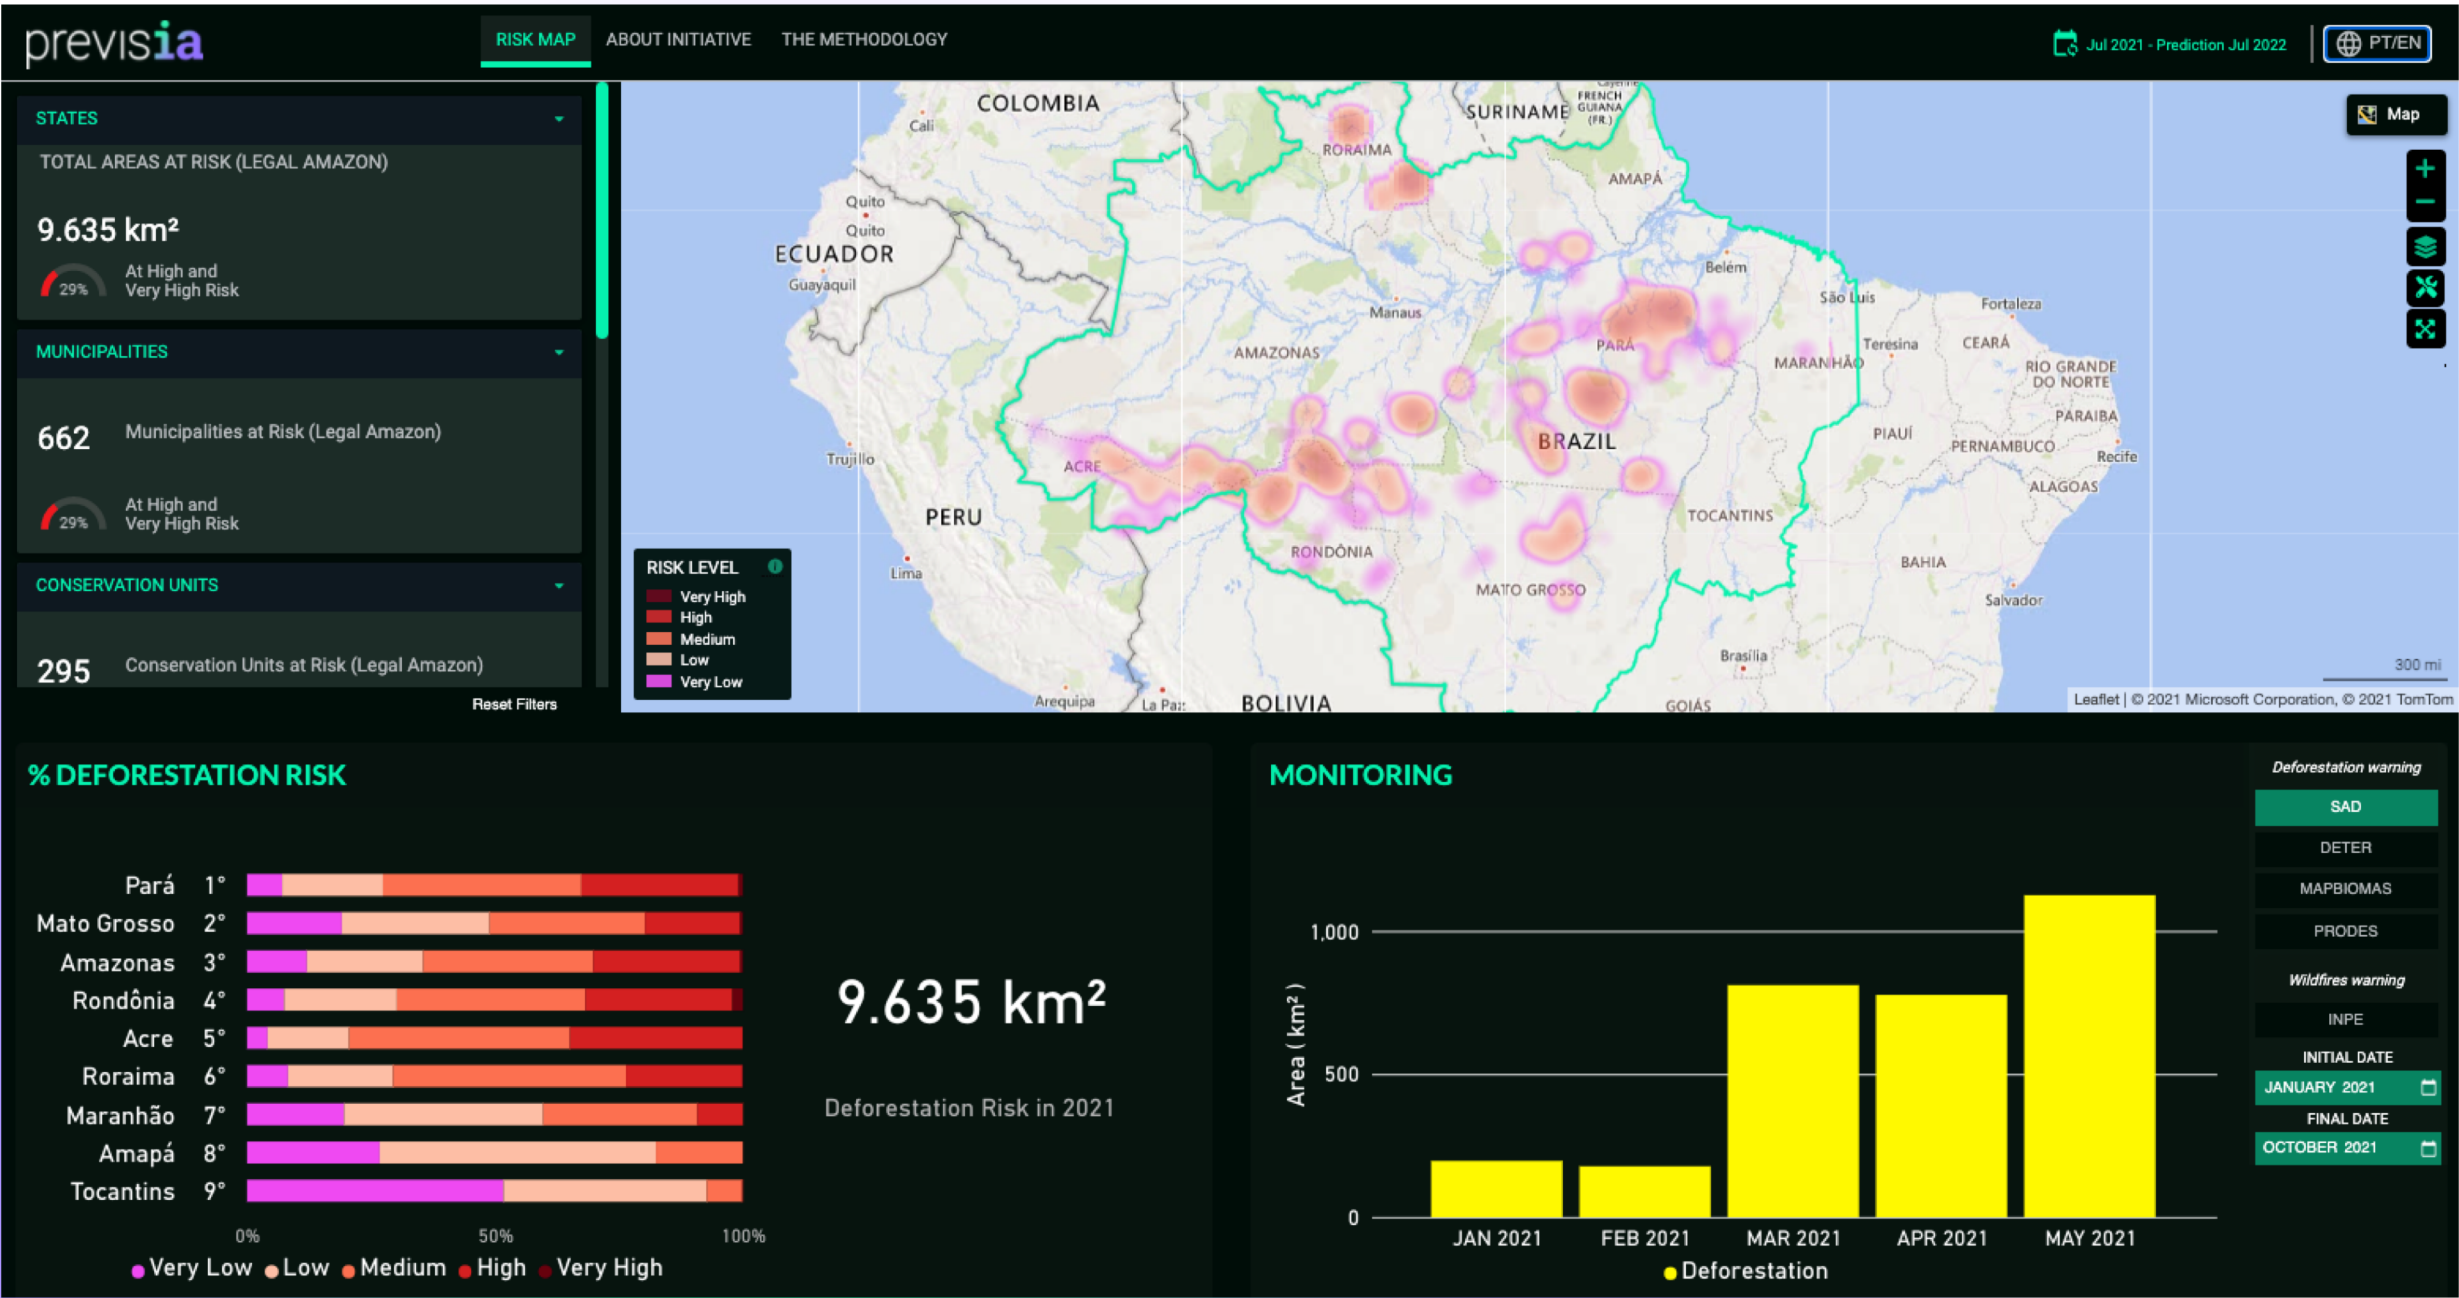 previsia
RISK MAP
ABOUT INITIATIVE
THE METHODOLOGY
Jul 2021 - Prediction Jul 2022
PT/EN
STATES
TOTAL AREAS AT RISK (LEGAL AMAZON)
9.635 km²
29%
At High and
Very High Risk
MUNICIPALITIES
662
Municipalities at Risk (Legal Amazon)
29%
At High and
Very High Risk
CONSERVATION UNITS
295
Conservation Units at Risk (Legal Amazon)
Reset Filters
COLOMBIA
Cali
Quito
Quito
ECUADOR
Guayaquil
Trujillo
PERU
Lima
Arequipa
La Paz
BOLIVIA
RORAIMA
SURINAME
Cayenne
FRENCH
GUIANA
(FR.)
AMAPÁ
Belém
Manaus
AMAZONAS
PARÁ
São Luis
Fortaleza
Teresina
CEARÁ
MARANHÃO
RIO GRANDE
DO NORTE
PARAIBA
PIAUÍ
PERNAMBUCO
Recife
ALAGOAS
ACRE
BRAZIL
TOCANTINS
RONDÔNIA
MATO GROSSO
BAHIA
Salvador
Brasília
GOIÁS
Map
+
−
300 mi
Leaflet | © 2021 Microsoft Corporation, © 2021 TomTom
RISK LEVEL
i
Very High
High
Medium
Low
Very Low
% DEFORESTATION RISK
Pará 1°
Mato Grosso 2°
Amazonas 3°
Rondônia 4°
Acre 5°
Roraima 6°
Maranhão 7°
Amapá 8°
Tocantins 9°
0% 50% 100%
Very Low Low Medium High Very High
9.635 km²
Deforestation Risk in 2021
MONITORING
Area ( km² )
1,000
500
0
JAN 2021 FEB 2021 MAR 2021 APR 2021 MAY 2021
Deforestation
Deforestation warning
SAD
DETER
MAPBIOMAS
PRODES
Wildfires warning
INPE
INITIAL DATE
JANUARY 2021
FINAL DATE
OCTOBER 2021